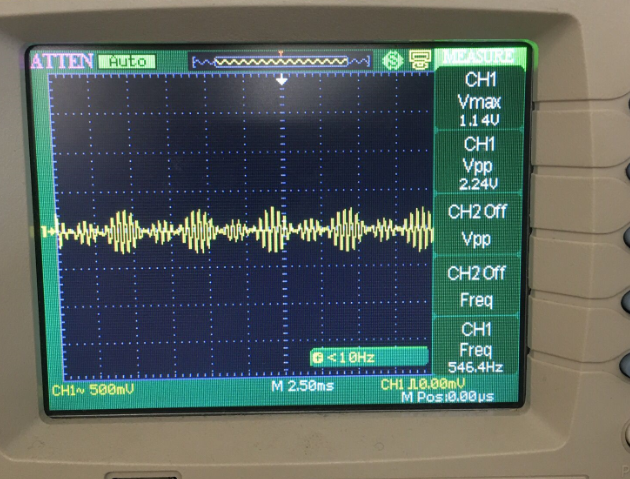 ATTEN Auto MEASURE
CH1
Vmax
1.14V
CH1
Vpp
2.24V
CH2 Off
Vpp
CH2 Off
Freq
CH1
Freq
546.4Hz
<10Hz
CH1~ 500mV M 2.50ms CH1 0.00mV
M Pos:0.00µs